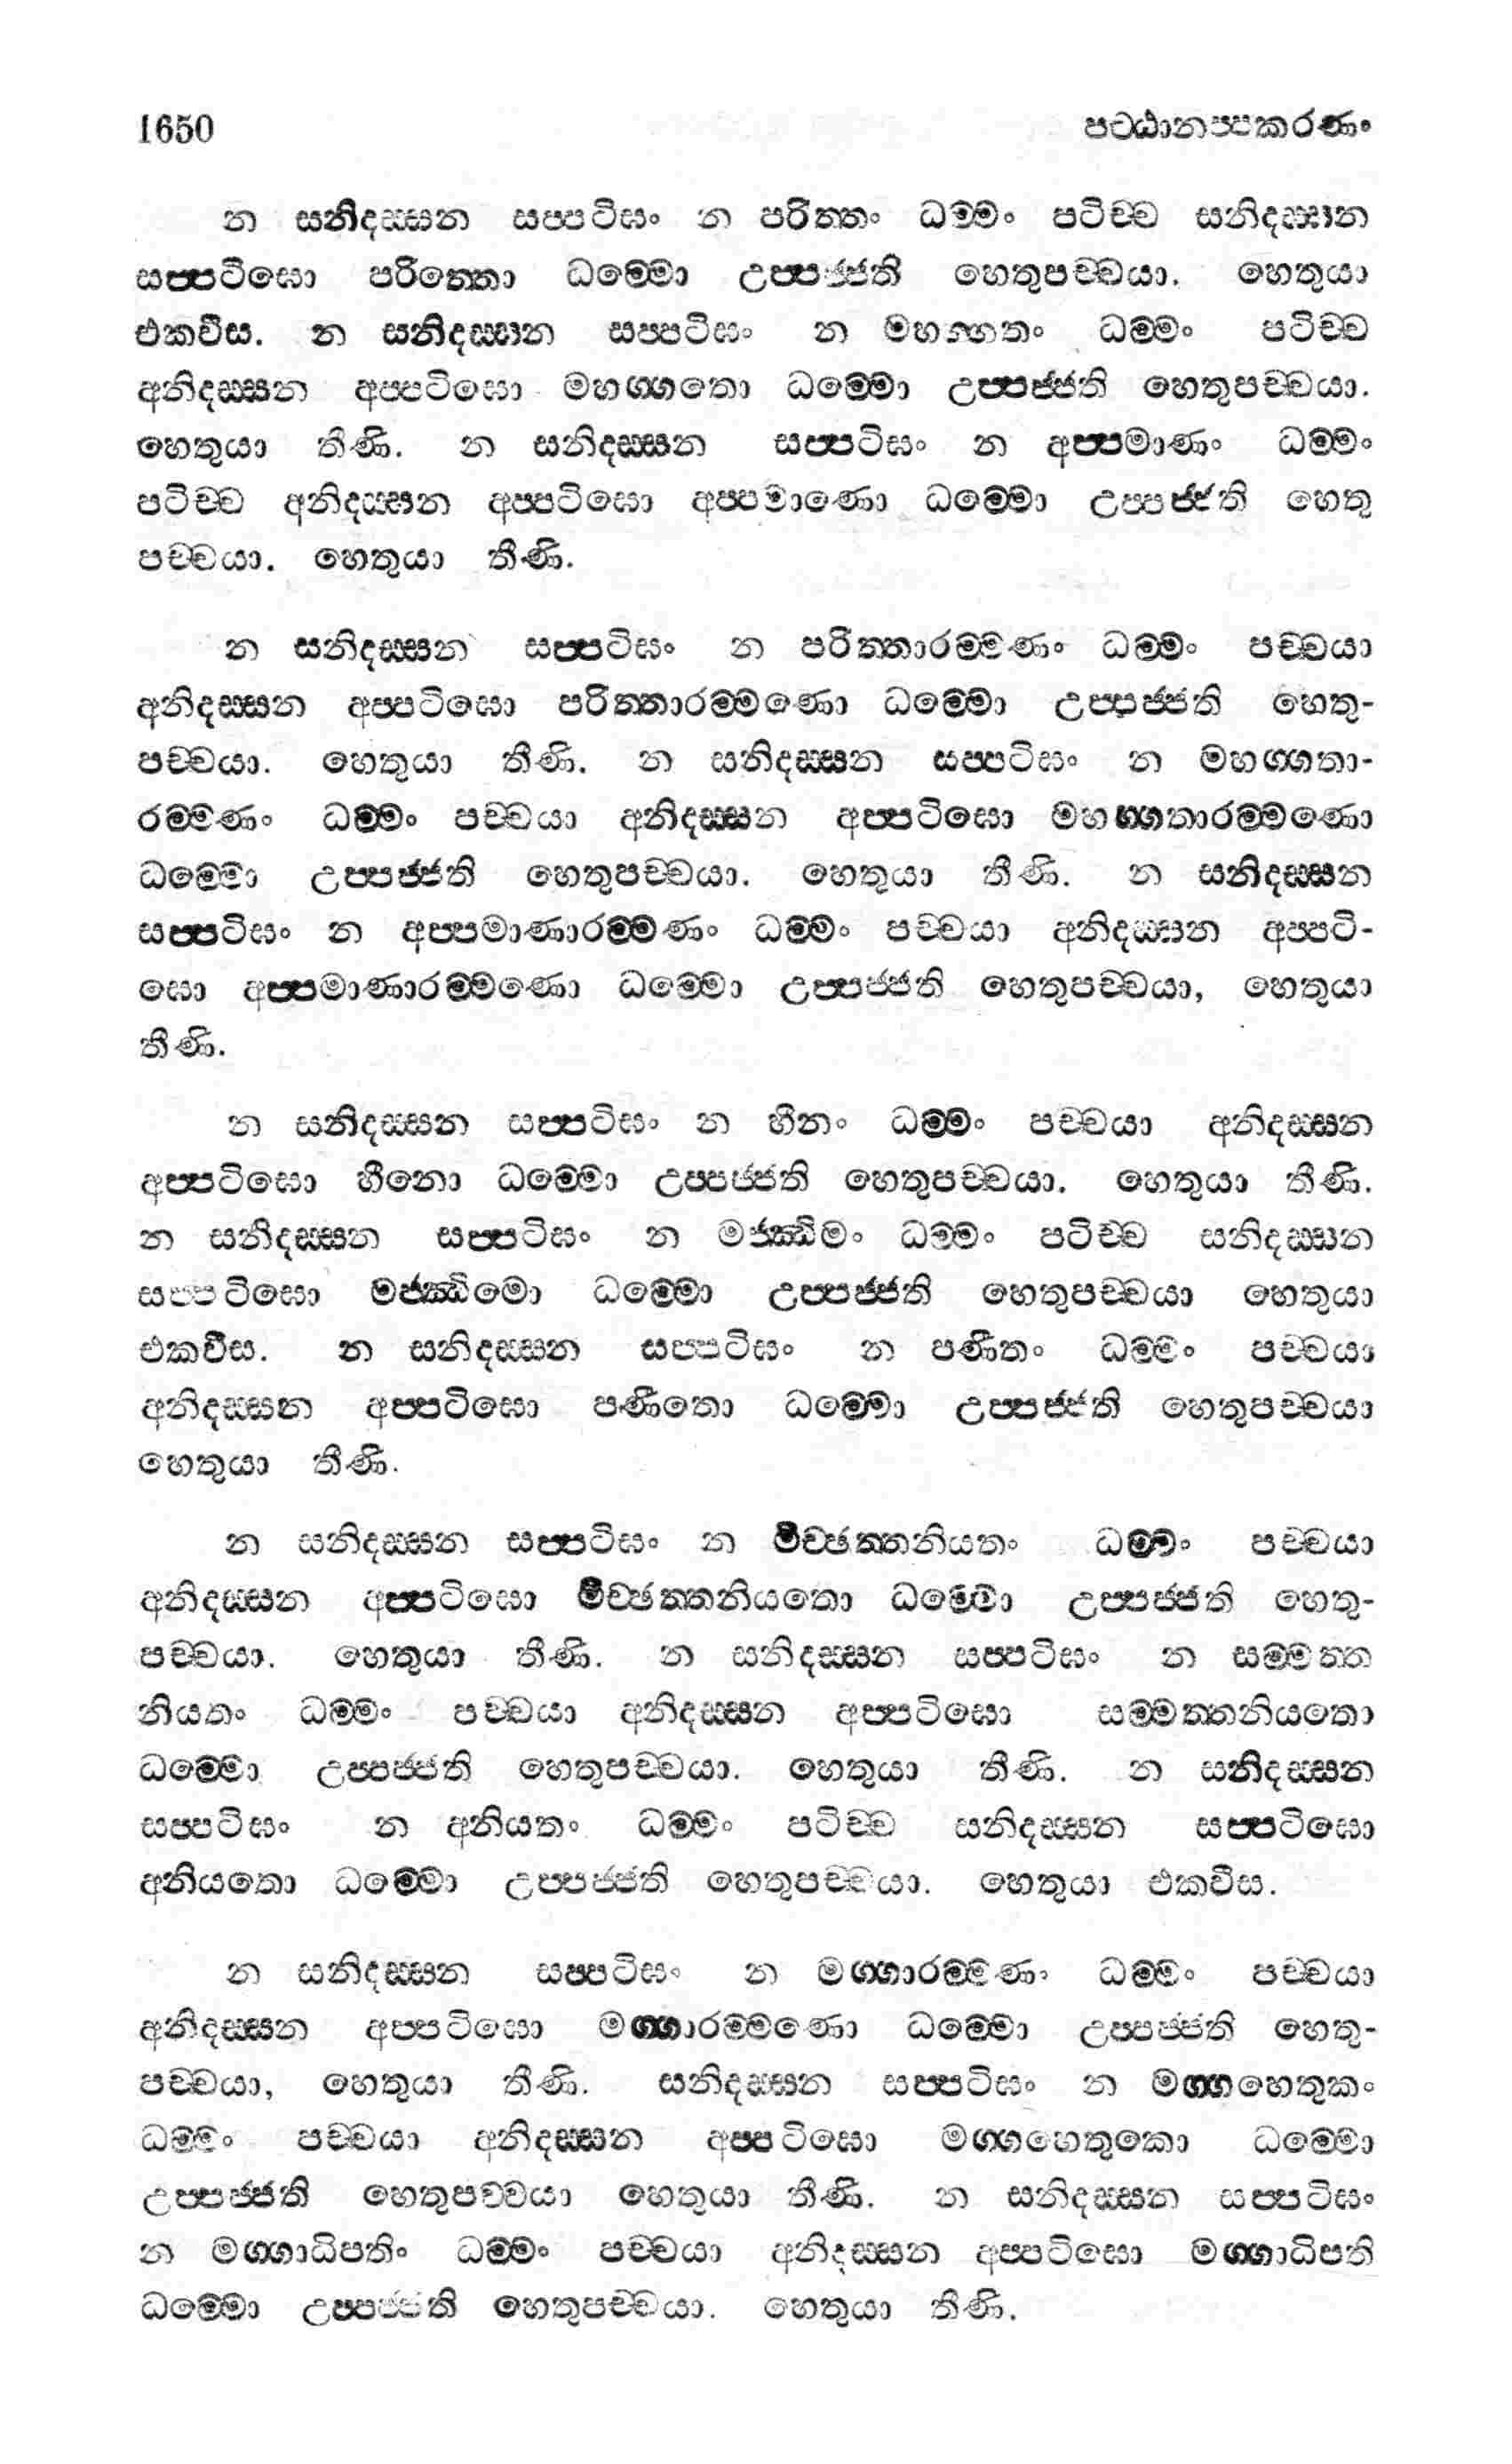 1650 පට්ඨානප්පකරණං
න සනිදස්සන සප්පටිඝං න පරිත්තං ධම්මං පටිච්ච සනිදස්සන
සප්පටිඝො පරිත්තො ධම්මො උප්පජ්ජති හෙතුපච්චයා. හෙතුයා
එකවීස. න සනිදස්සන සප්පටිඝං න මහග්ගතං ධම්මං පටිච්ච
අනිදස්සන අප්පටිඝො මහග්ගතො ධම්මො උප්පජ්ජති හෙතුපච්චයා.
හෙතුයා තීණි. න සනිදස්සන සප්පටිඝං න අප්පමාණං ධම්මං
පටිච්ච අනිදස්සන අප්පටිඝො අප්පමාණො ධම්මො උප්පජ්ජති හෙතු
පච්චයා. හෙතුයා තීණි.
න සනිදස්සන සප්පටිඝං න පරිත්තාරම්මණං ධම්මං පච්චයා
අනිදස්සන අප්පටිඝො පරිත්තාරම්මණො ධම්මො උප්පජ්ජති හෙතු-
පච්චයා. හෙතුයා තීණි. න සනිදස්සන සප්පටිඝං න මහග්ගතා-
රම්මණං ධම්මං පච්චයා අනිදස්සන අප්පටිඝො මහග්ගතාරම්මණො
ධම්මො උප්පජ්ජති හෙතුපච්චයා. හෙතුයා තීණි. න සනිදස්සන
සප්පටිඝං න අප්පමාණාරම්මණං ධම්මං පච්චයා අනිදස්සන අප්පටි-
ඝො අප්පමාණාරම්මණො ධම්මො උප්පජ්ජති හෙතුපච්චයා, හෙතුයා
තීණි.
න සනිදස්සන සප්පටිඝං න හීනං ධම්මං පච්චයා අනිදස්සන
අප්පටිඝො හීනො ධම්මො උප්පජ්ජති හෙතුපච්චයා. හෙතුයා තීණි.
න සනිදස්සන සප්පටිඝං න මජ්ඣිමං ධම්මං පටිච්ච සනිදස්සන
සප්පටිඝො මජ්ඣිමො ධම්මො උප්පජ්ජති හෙතුපච්චයා හෙතුයා
එකවීස. න සනිදස්සන සප්පටිඝං න පණීතං ධම්මං පච්චයා
අනිදස්සන අප්පටිඝො පණීතො ධම්මො උප්පජ්ජති හෙතුපච්චයා
හෙතුයා තීණි.
න සනිදස්සන සප්පටිඝං න මිච්ඡත්තනියතං ධම්මං පච්චයා
අනිදස්සන අප්පටිඝො මිච්ඡත්තනියතො ධම්මො උප්පජ්ජති හෙතු-
පච්චයා. හෙතුයා තීණි. න සනිදස්සන සප්පටිඝං න සම්මත්ත
නියතං ධම්මං පච්චයා අනිදස්සන අප්පටිඝො සම්මත්තනියතො
ධම්මො උප්පජ්ජති හෙතුපච්චයා. හෙතුයා තීණි. න සනිදස්සන
සප්පටිඝං න අනියතං ධම්මං පටිච්ච සනිදස්සන සප්පටිඝො
අනියතො ධම්මො උප්පජ්ජති හෙතුපච්චයා. හෙතුයා එකවීස.
න සනිදස්සන සප්පටිඝං න මග්ගාරම්මණං ධම්මං පච්චයා
අනිදස්සන අප්පටිඝො මග්ගාරම්මණො ධම්මො උප්පජ්ජති හෙතු-
පච්චයා, හෙතුයා තීණි. සනිදස්සන සප්පටිඝං න මග්ගහෙතුකං
ධම්මං පච්චයා අනිදස්සන අප්පටිඝො මග්ගහෙතුකො ධම්මො
උප්පජ්ජති හෙතුපච්චයා හෙතුයා තීණි. න සනිදස්සන සප්පටිඝං
න මග්ගාධිපතිං ධම්මං පච්චයා අනිදස්සන අප්පටිඝො මග්ගාධිපති
ධම්මො උප්පජ්ජති හෙතුපච්චයා. හෙතුයා තීණි.